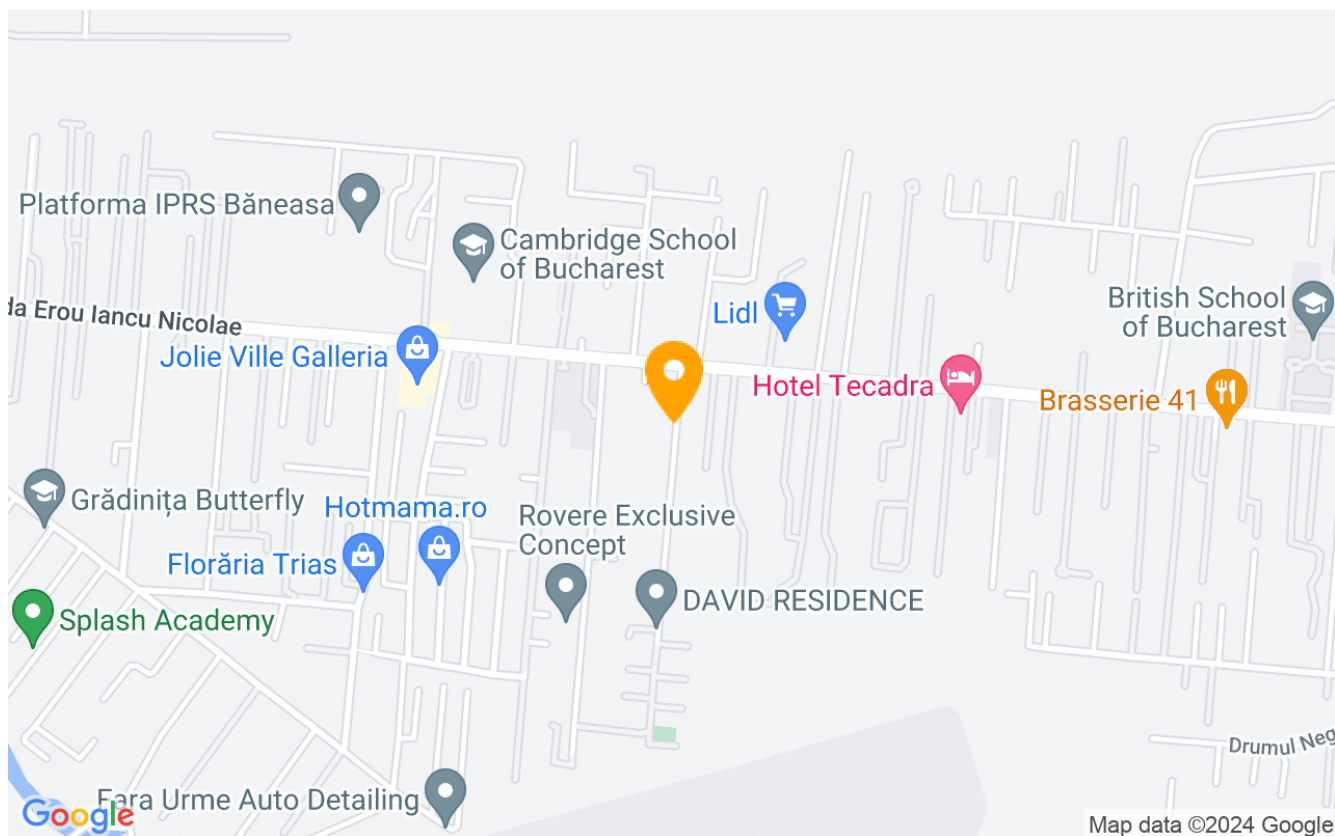 Platforma IPRS Băneasa
Cambridge School
of Bucharest
da Erou Iancu Nicolae
Lidl
British School
of Bucharest
Jolie Ville Galleria
Hotel Tecadra
Brasserie 41
Grădinița Butterfly
Hotmama.ro
Rovere Exclusive
Concept
Florăria Trias
DAVID RESIDENCE
Splash Academy
Drumul Neg
Fara Urme Auto Detailing
Google
Map data ©2024 Google